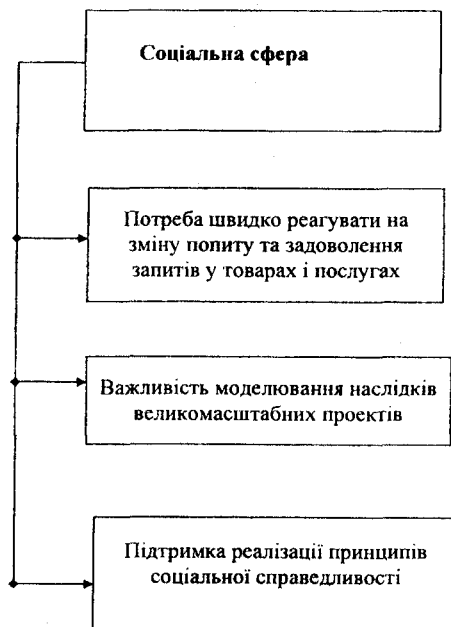 Соціальна сфера
Потреба швидко реагувати на
зміну попиту та задоволення
запитів у товарах і послугах
Важливість моделювання наслідків
великомасштабних проектів
Підтримка реалізації принципів
соціальної справедливості